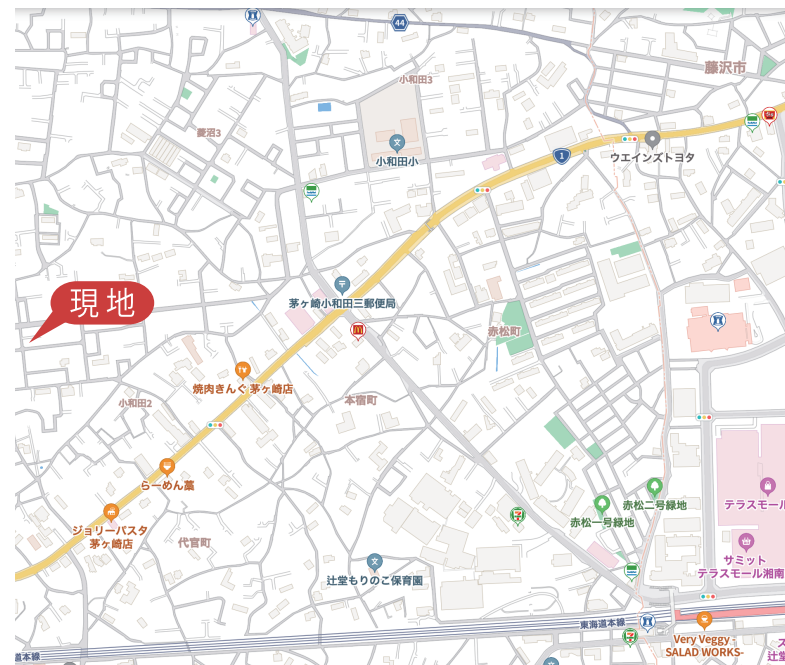 44
藤沢市
小和田3
菱沼3
小和田小
1
ウエインズトヨタ
現地
茅ヶ崎小和田三郵便局
赤松町
焼肉きんぐ 茅ヶ崎店
本宿町
小和田2
らーめん藁
ジョリーパスタ
茅ヶ崎店
代官町
赤松二号緑地
赤松一号緑地
テラスモール
サミット
テラスモール湘南
辻堂もりのこ保育園
東海道本線
道本線
Very Veggy -
SALAD WORKS-
辻堂